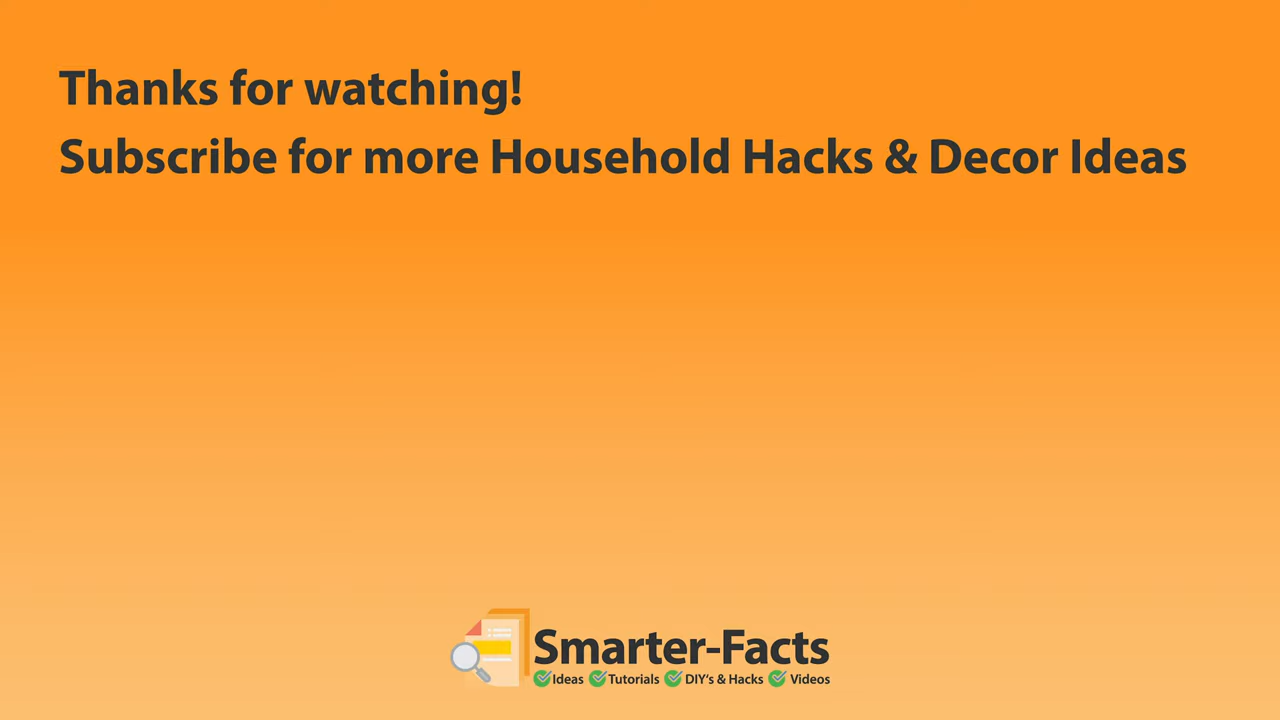 Thanks for watching!
Subscribe for more Household Hacks & Decor Ideas
Smarter-Facts
Ideas Tutorials DIY's & Hacks Videos